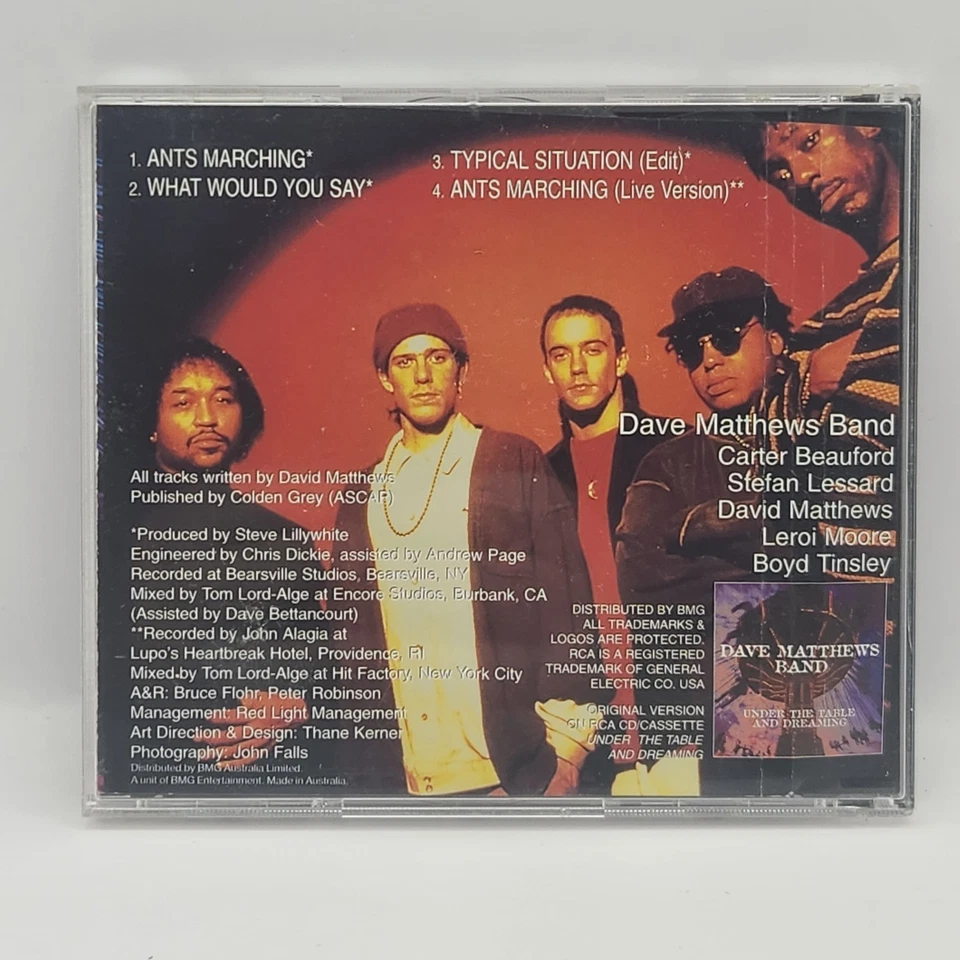 1. ANTS MARCHING*
2. WHAT WOULD YOU SAY*
3. TYPICAL SITUATION (Edit)*
4. ANTS MARCHING (Live Version)**
Dave Matthews Band
Carter Beauford
Stefan Lessard
David Matthews
Leroi Moore
Boyd Tinsley
All tracks written by David Matthews
Published by Colden Grey (ASCAP)
*Produced by Steve Lillywhite
Engineered by Chris Dickie, assisted by Andrew Page
Recorded at Bearsville Studios, Bearsville, NY
Mixed by Tom Lord-Alge at Encore Studios, Burbank, CA
(Assisted by Dave Bettancourt)
**Recorded by John Alagia at
Lupo's Heartbreak Hotel, Providence, RI
Mixed by Tom Lord-Alge at Hit Factory, New York City
A&R: Bruce Flohr, Peter Robinson
Management: Red Light Management
Art Direction & Design: Thane Kerner
Photography: John Falls
Distributed by BMG Australia Limited.
A unit of BMG Entertainment. Made in Australia.
DISTRIBUTED BY BMG
ALL TRADEMARKS &
LOGOS ARE PROTECTED.
RCA IS A REGISTERED
TRADEMARK OF GENERAL
ELECTRIC CO. USA
ORIGINAL VERSION
ON RCA CD/CASSETTE
UNDER THE TABLE
AND DREAMING
DAVE MATTHEWS
BAND
UNDER THE TABLE
AND DREAMING